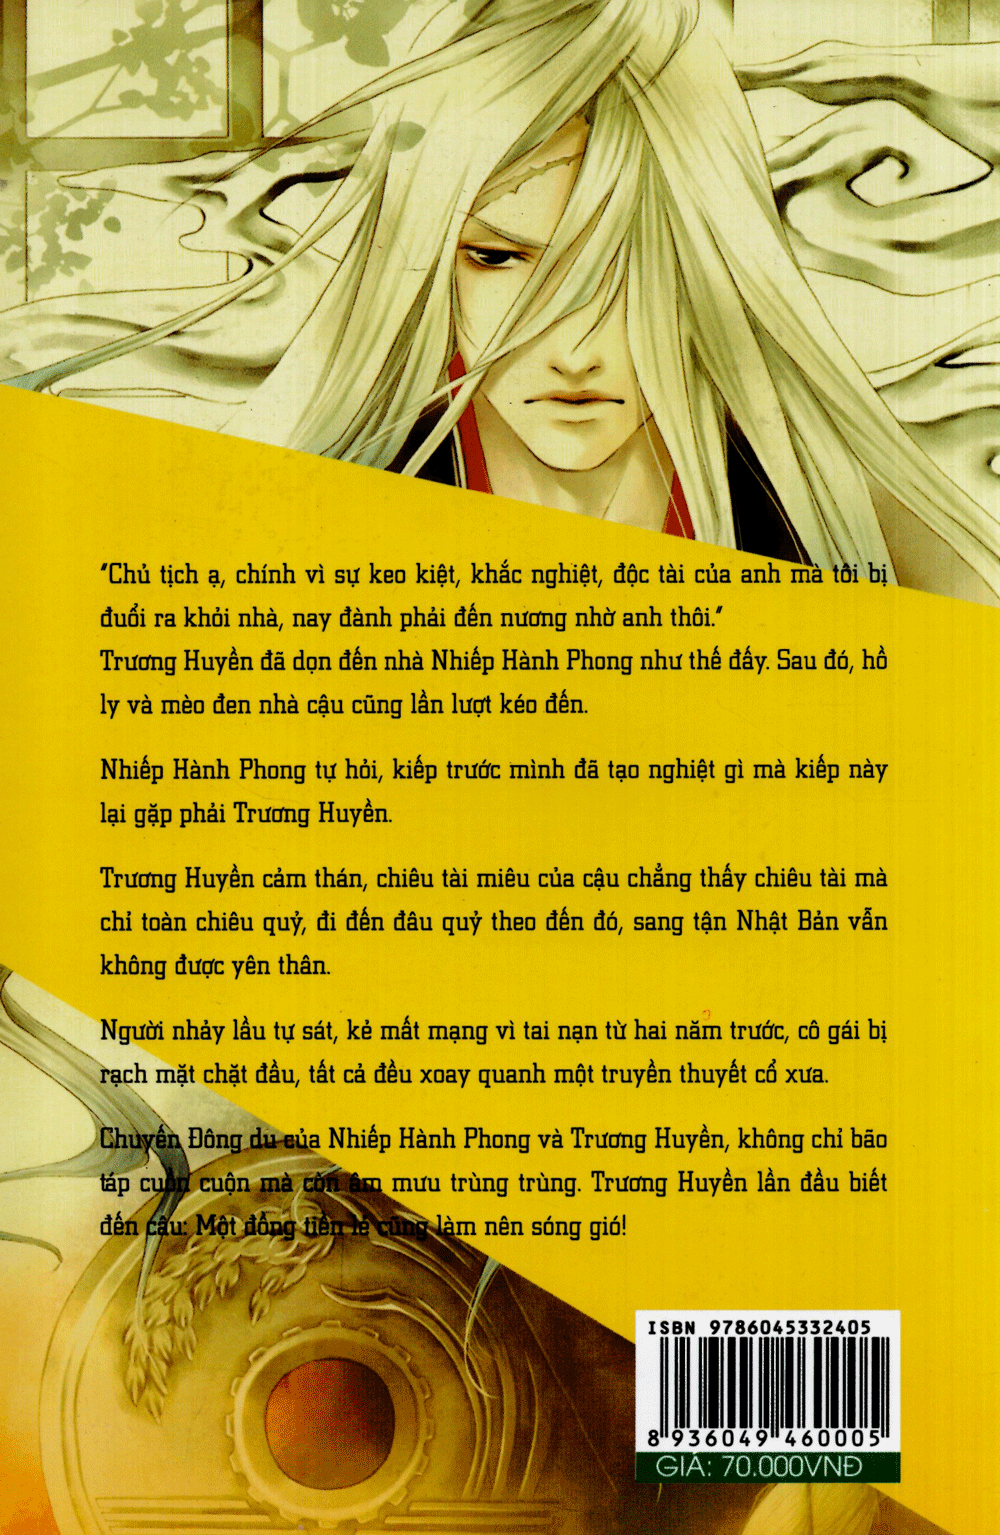 “Chủ tịch ạ, chính vì sự keo kiệt, khắc nghiệt, độc tài của anh mà tôi bị
đuổi ra khỏi nhà, nay đành phải đến nương nhờ anh thôi.”
Trương Huyền đã dọn đến nhà Nhiếp Hành Phong như thế đấy. Sau đó, hồ
ly và mèo đen nhà cậu cũng lần lượt kéo đến.
Nhiếp Hành Phong tự hỏi, kiếp trước mình đã tạo nghiệt gì mà kiếp này
lại gặp phải Trương Huyền.
Trương Huyền cảm thán, chiêu tài miêu của cậu chẳng thấy chiêu tài mà
chỉ toàn chiêu quỷ, đi đến đâu quỷ theo đến đó, sang tận Nhật Bản vẫn
không được yên thân.
Người nhảy lầu tự sát, kẻ mất mạng vì tai nạn từ hai năm trước, cô gái bị
rạch mặt chặt đầu, tất cả đều xoay quanh một truyền thuyết cổ xưa.
Chuyến Đông du của Nhiếp Hành Phong và Trương Huyền, không chỉ bão
táp cuồn cuộn mà còn âm mưu trùng trùng. Trương Huyền lần đầu biết
đến câu: Một đồng tiền lẻ cũng làm nên sóng gió!
ISBN 9786045332405
8 936049 460005
GIÁ: 70.000VNĐ